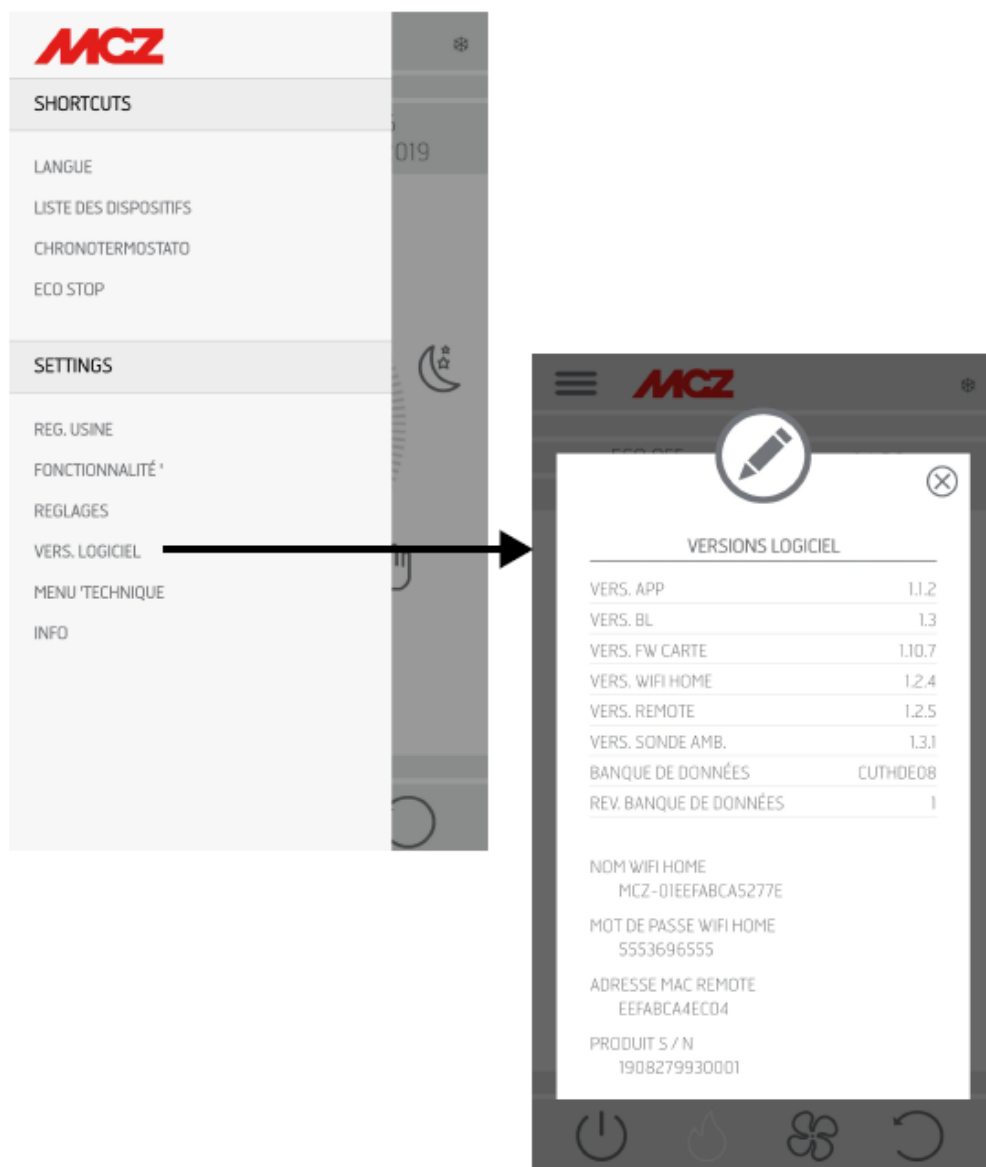 MCZ
SHORTCUTS
019
LANGUE
LISTE DES DISPOSITIFS
CHRONOTERMOSTATO
ECO STOP
SETTINGS
REG. USINE
FONCTIONNALITÉ '
REGLAGES
VERS. LOGICIEL
MENU 'TECHNIQUE
INFO
MCZ
VERSIONS LOGICIEL
VERS. APP 1.1.2
VERS. BL 1.3
VERS. FW CARTE 1.10.7
VERS. WIFI HOME 1.2.4
VERS. REMOTE 1.2.5
VERS. SONDE AMB. 1.3.1
BANQUE DE DONNÉES CUTHDE08
REV. BANQUE DE DONNÉES 1
NOM WIFI HOME
MCZ-01EEFABCA5277E
MOT DE PASSE WIFI HOME
5553696555
ADRESSE MAC REMOTE
EEFABCA4EC04
PRODUIT S / N
1908279930001